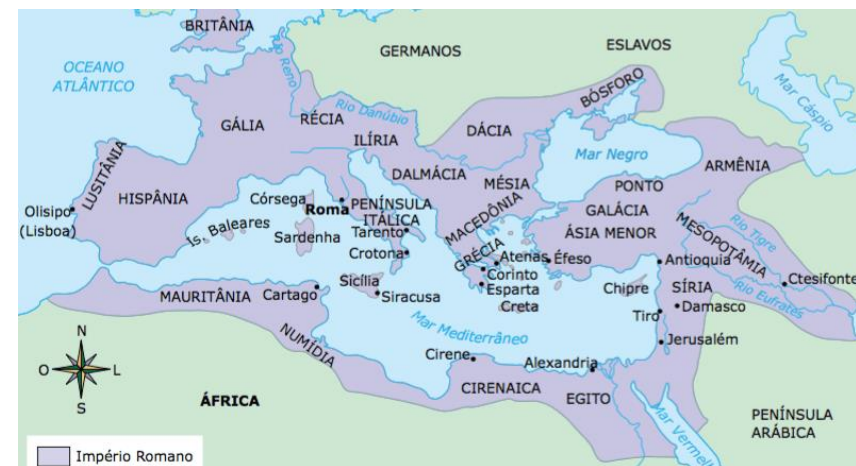 BRITÂNIA
GERMANOS
ESLAVOS
OCEANO
ATLÂNTICO
Rio Reno
Mar Cáspio
BÓSFORO
Rio Danúbio
GÁLIA
RÉCIA
DÁCIA
ILÍRIA
Mar Negro
ARMÊNIA
LUSITÂNIA
DALMÁCIA
MÉSIA
PONTO
HISPÂNIA
Córsega
Roma
PENÍNSULA
ITÁLICA
MACEDÔNIA
GALÁCIA
ÁSIA MENOR
MESOPOTÂMIA
Rio Tigre
Olisipo
(Lisboa)
Is. Baleares
Sardenha
Tarento
GRÉCIA
Atenas
Éfeso
Crotona
Corinto
Antioquia
Ctesifonte
Sicília
Esparta
Chipre
SÍRIA
Rio Eufrates
MAURITÂNIA
Cartago
Siracusa
Creta
Damasco
Tiro
NUMÍDIA
Mar Mediterrâneo
Jerusalém
N
O
L
S
Cirene
Alexandria
ÁFRICA
CIRENAICA
EGITO
Mar Vermelho
PENÍNSULA
ARÁBICA
Império Romano